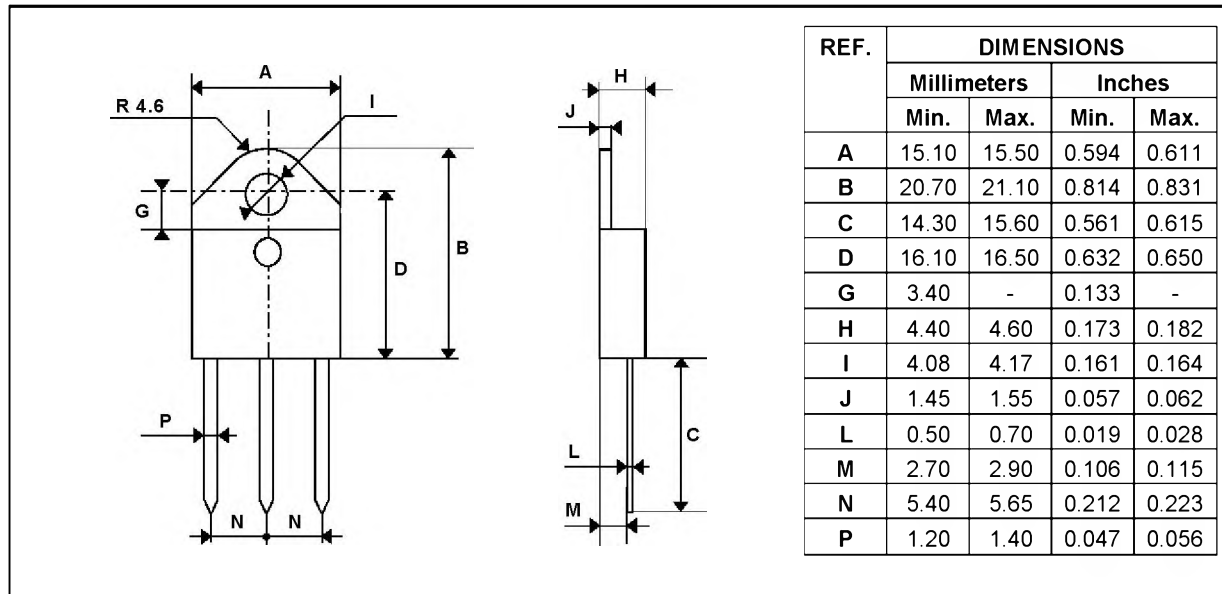 A
R 4.6
I
G
B
D
P
N N
H
J
C
L
M
REF. DIMENSIONS
Millimeters Inches
Min. Max. Min. Max.
A 15.10 15.50 0.594 0.611
B 20.70 21.10 0.814 0.831
C 14.30 15.60 0.561 0.615
D 16.10 16.50 0.632 0.650
G 3.40 - 0.133 -
H 4.40 4.60 0.173 0.182
I 4.08 4.17 0.161 0.164
J 1.45 1.55 0.057 0.062
L 0.50 0.70 0.019 0.028
M 2.70 2.90 0.106 0.115
N 5.40 5.65 0.212 0.223
P 1.20 1.40 0.047 0.056